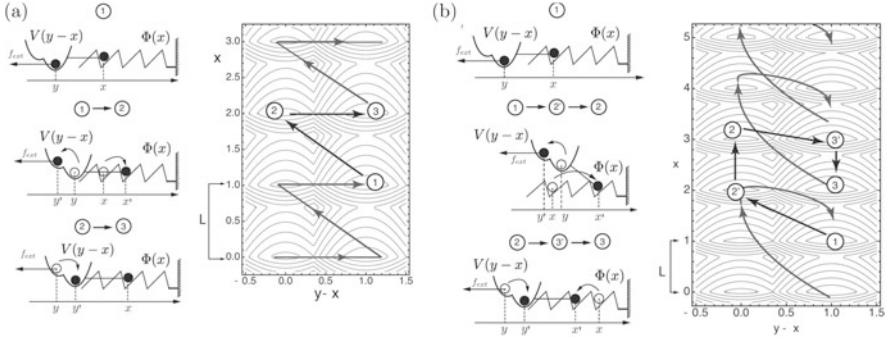 (a)
①
V(y − x)
Φ(x)
f_ext
y
x
① → ②
V(y − x)
Φ(x)
f_ext
y' y x x'
② → ③
V(y − x)
Φ(x)
f_ext
y y' x
x
3.0
2.5
2.0
1.5
1.0
0.5
0.0
L
②
③
①
-0.5 0.0 0.5 1.0 1.5
y - x
(b)
①
V(y − x)
Φ(x)
f_ext
y
x
① → ②' → ②
V(y − x)
Φ(x)
f_ext
y' x y x'
② → ③' → ③
V(y − x)
Φ(x)
f_ext
y y' x' x
x
5
4
3
2
1
0
L
②
③'
③
②'
①
-0.5 0.0 0.5 1.0 1.5
y - x